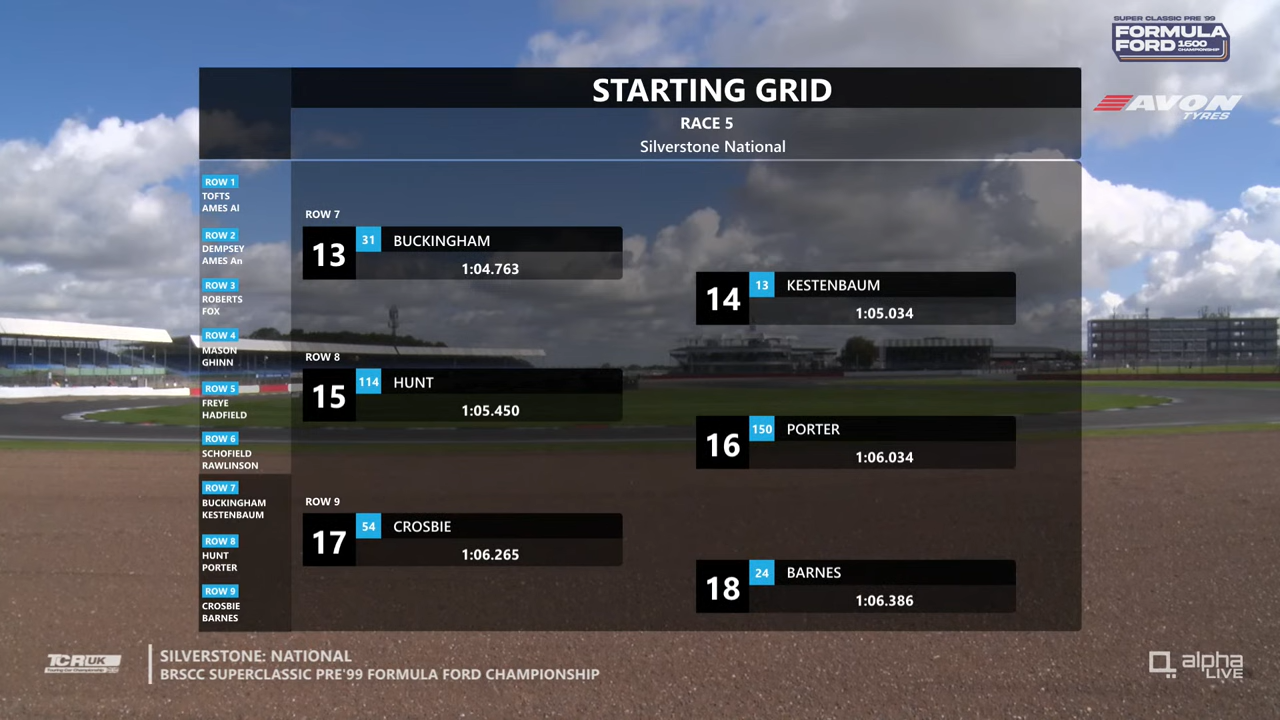 SUPER CLASSIC PRE '99
FORMULA
FORD 1600
CHAMPIONSHIP
AVON
TYRES
STARTING GRID
RACE 5
Silverstone National
ROW 1
TOFTS
AMES Al
ROW 2
DEMPSEY
AMES An
ROW 3
ROBERTS
FOX
ROW 4
MASON
GHINN
ROW 5
FREYE
HADFIELD
ROW 6
SCHOFIELD
RAWLINSON
ROW 7
BUCKINGHAM
KESTENBAUM
ROW 8
HUNT
PORTER
ROW 9
CROSBIE
BARNES
ROW 7
13 31 BUCKINGHAM
1:04.763
14 13 KESTENBAUM
1:05.034
ROW 8
15 114 HUNT
1:05.450
16 150 PORTER
1:06.034
ROW 9
17 54 CROSBIE
1:06.265
18 24 BARNES
1:06.386
TCR UK
Touring Car Championship
SILVERSTONE: NATIONAL
BRSCC SUPERCLASSIC PRE'99 FORMULA FORD CHAMPIONSHIP
alpha
LIVE